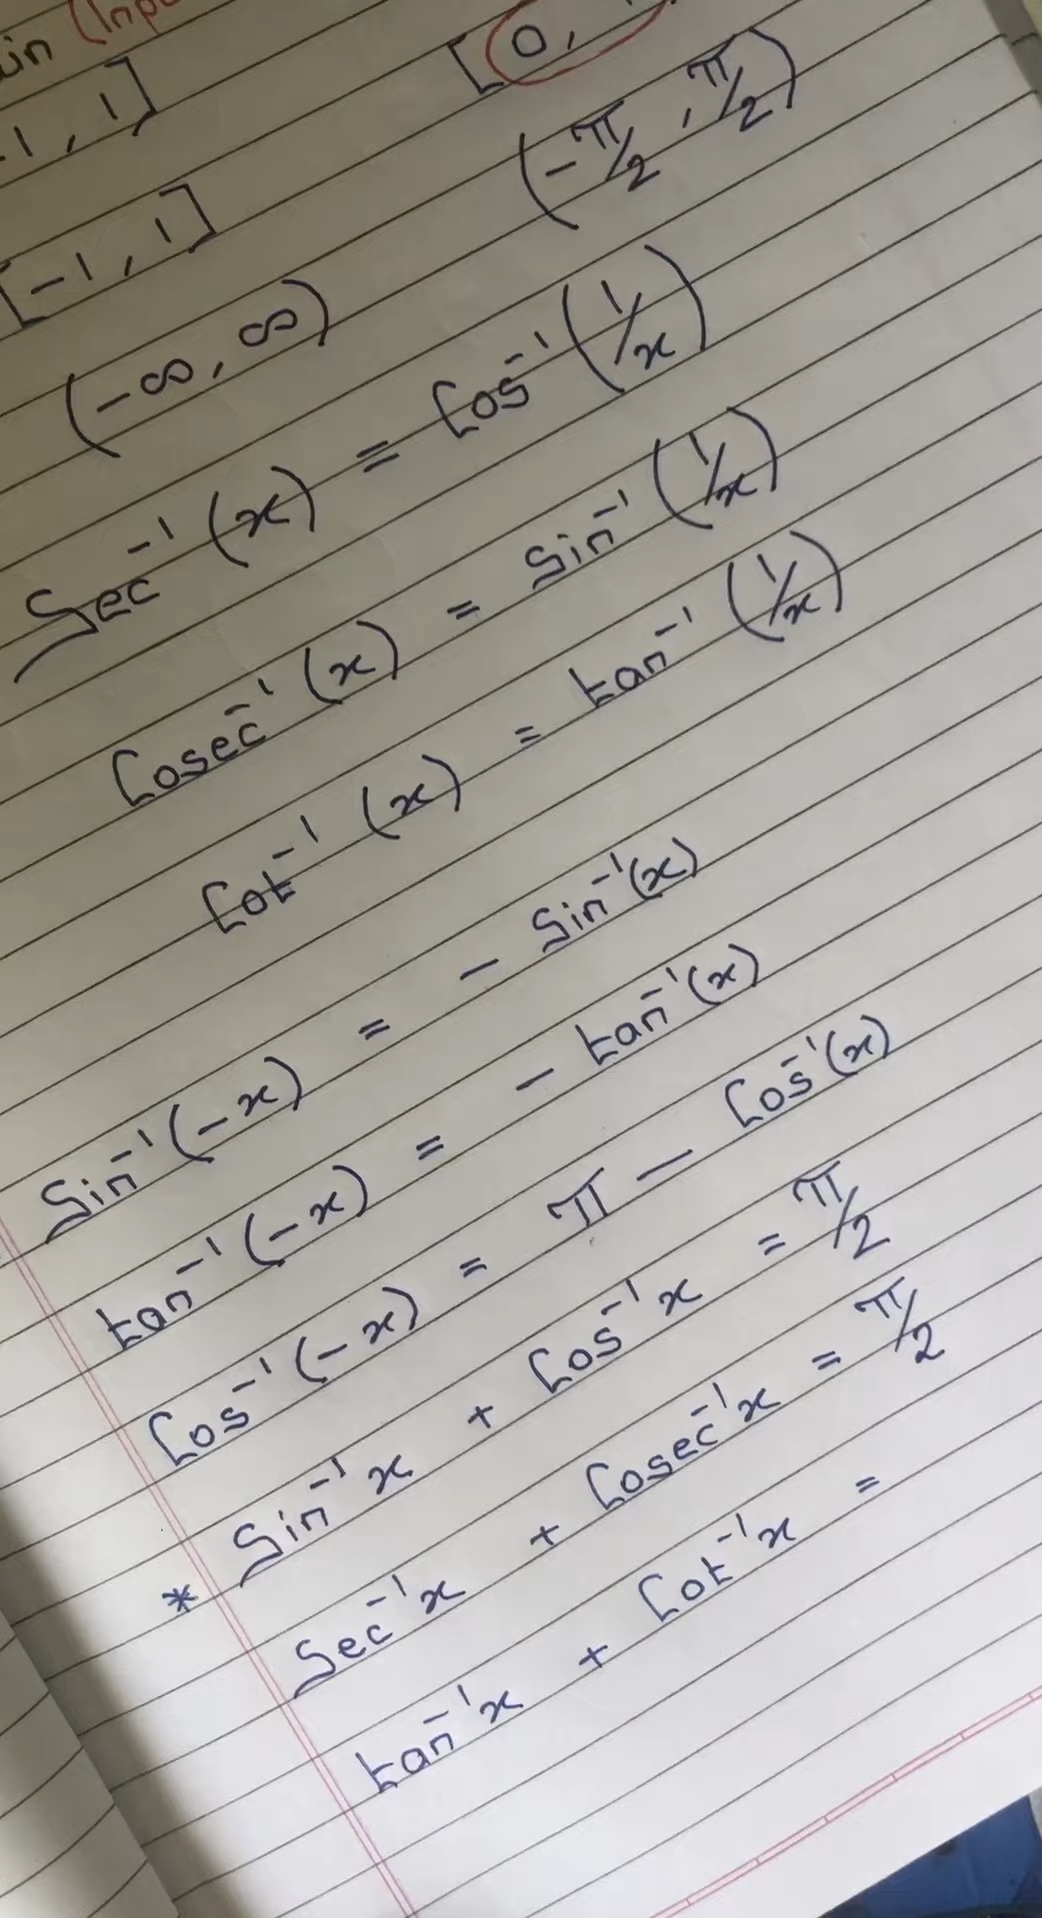 in (Inp
-1, 1] [0,
[-1, 1] (-π/2, π/2)
(-∞, ∞)
Sec⁻¹(x) = Cos⁻¹(1/x)
Cosec⁻¹(x) = Sin⁻¹(1/x)
Cot⁻¹(x) = tan⁻¹(1/x)
Sin⁻¹(-x) = - Sin⁻¹(x)
tan⁻¹(-x) = - tan⁻¹(x)
Cos⁻¹(-x) = π - Cos⁻¹(x)
* Sin⁻¹x + Cos⁻¹x = π/2
Sec⁻¹x + Cosec⁻¹x = π/2
tan⁻¹x + Cot⁻¹x =